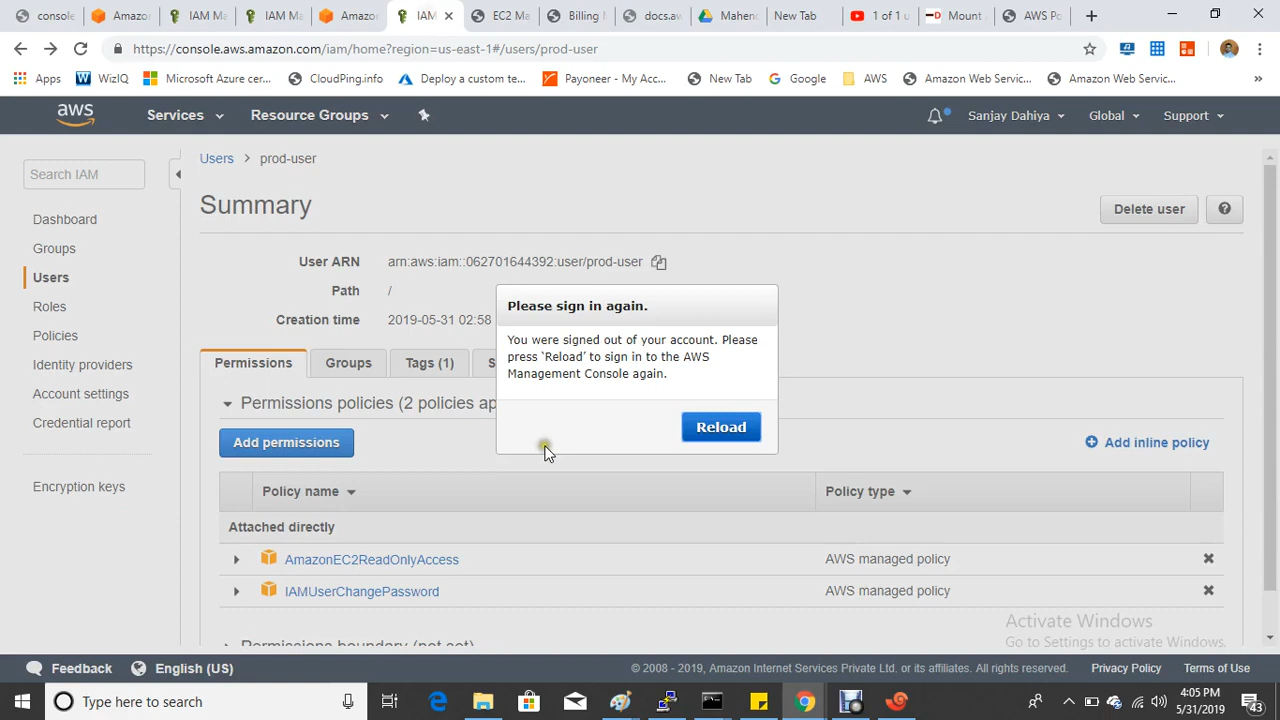 consol
Amazo
IAM Ma
IAM Ma
Amazo
IAM
EC2 Ma
Billing
docs.aw
Mahen
New Tab
1 of 1 u
Mount
AWS Po
https://console.aws.amazon.com/iam/home?region=us-east-1#/users/prod-user
Apps
WizIQ
Microsoft Azure cer...
CloudPing.info
Deploy a custom te...
Payoneer - My Acc...
New Tab
Google
AWS
Amazon Web Servic...
Amazon Web Servic...
»
aws
Services
Resource Groups
Sanjay Dahiya
Global
Support
Search IAM
Dashboard
Groups
Users
Roles
Policies
Identity providers
Account settings
Credential report
Encryption keys
Users > prod-user
Summary
Delete user
User ARN arn:aws:iam::062701644392:user/prod-user
Path /
Creation time 2019-05-31 02:58
Please sign in again.
You were signed out of your account. Please
press ‘Reload’ to sign in to the AWS
Management Console again.
Reload
Permissions
Groups
Tags (1)
S
Permissions policies (2 policies ap
Add permissions
Add inline policy
Policy name
Policy type
Attached directly
AmazonEC2ReadOnlyAccess
AWS managed policy
IAMUserChangePassword
AWS managed policy
Permissions boundary (not set)
Activate Windows
Go to Settings to activate Windows.
Feedback
English (US)
© 2008 - 2019, Amazon Internet Services Private Ltd. or its affiliates. All rights reserved.
Privacy Policy
Terms of Use
Type here to search
4:05 PM
5/31/2019
43